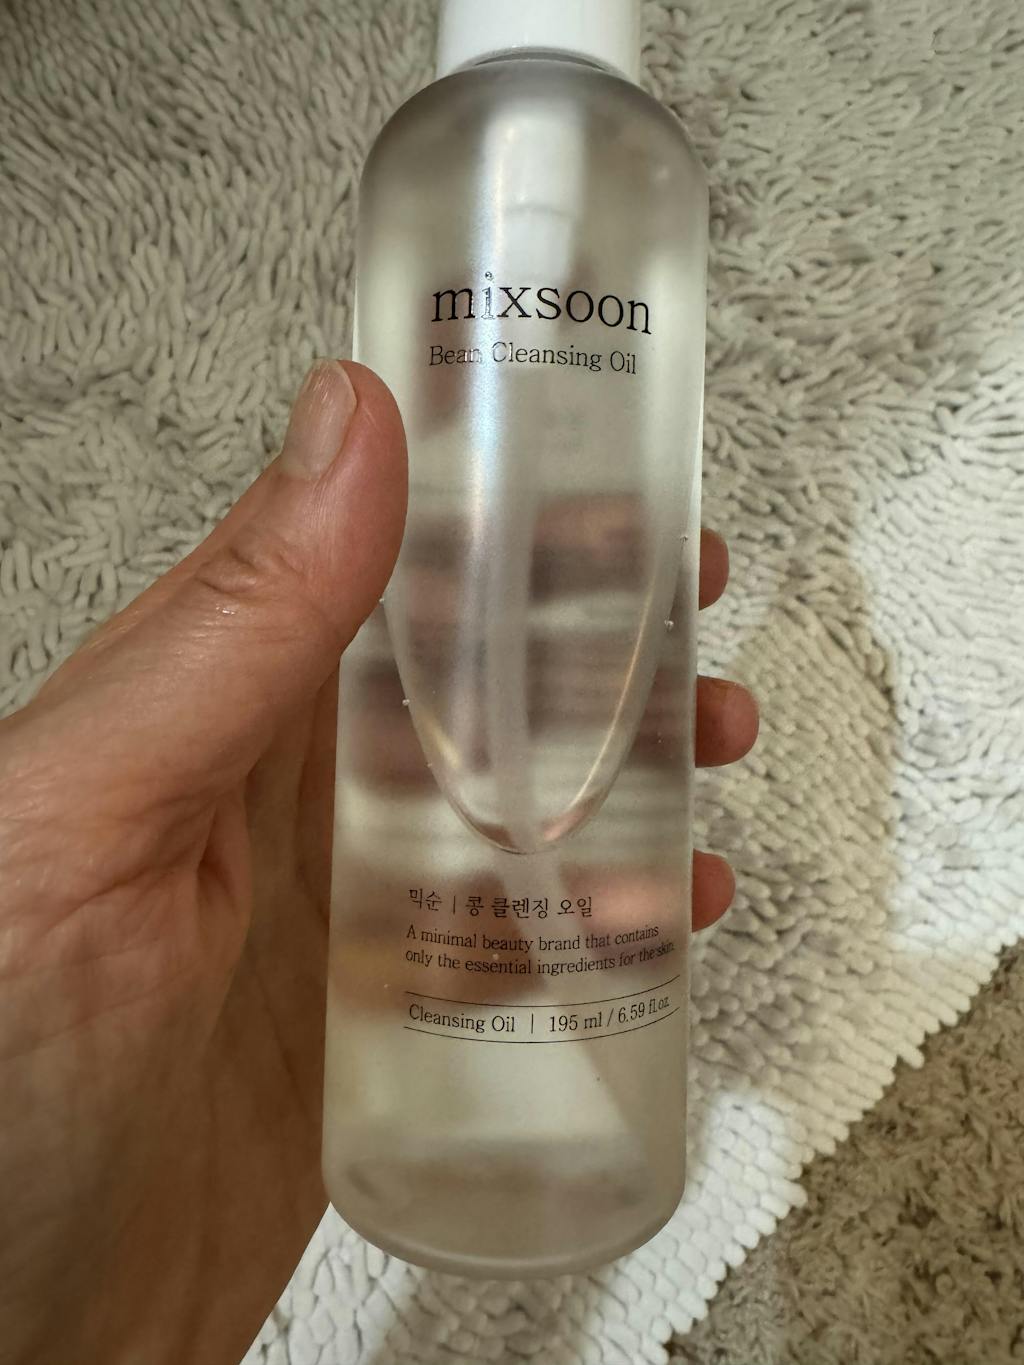 mixsoon
Bean Cleansing Oil
믹순 | 콩 클렌징 오일
A minimal beauty brand that contains
only the essential ingredients for the skin.
Cleansing Oil | 195 ml / 6.59 fl.oz.